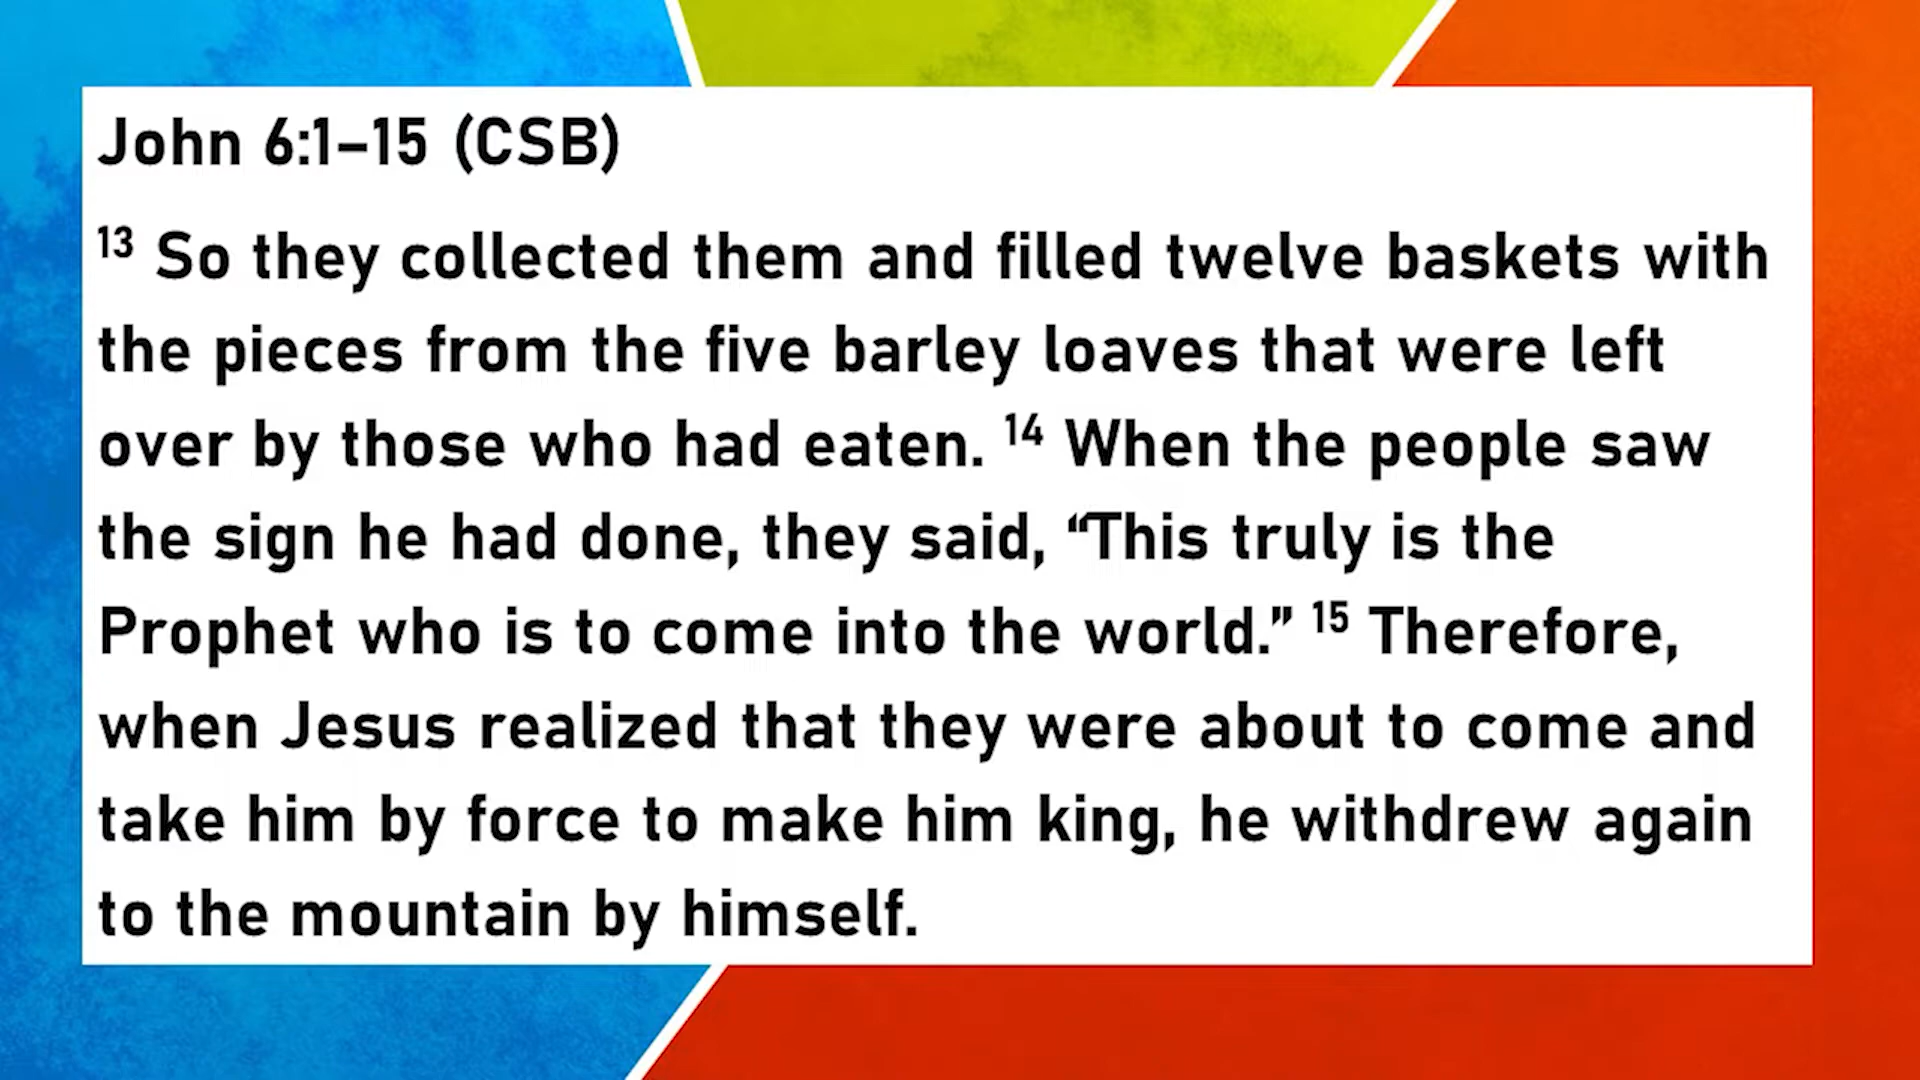 John 6:1–15 (CSB)
13 So they collected them and filled twelve baskets with
the pieces from the five barley loaves that were left
over by those who had eaten. 14 When the people saw
the sign he had done, they said, “This truly is the
Prophet who is to come into the world.” 15 Therefore,
when Jesus realized that they were about to come and
take him by force to make him king, he withdrew again
to the mountain by himself.